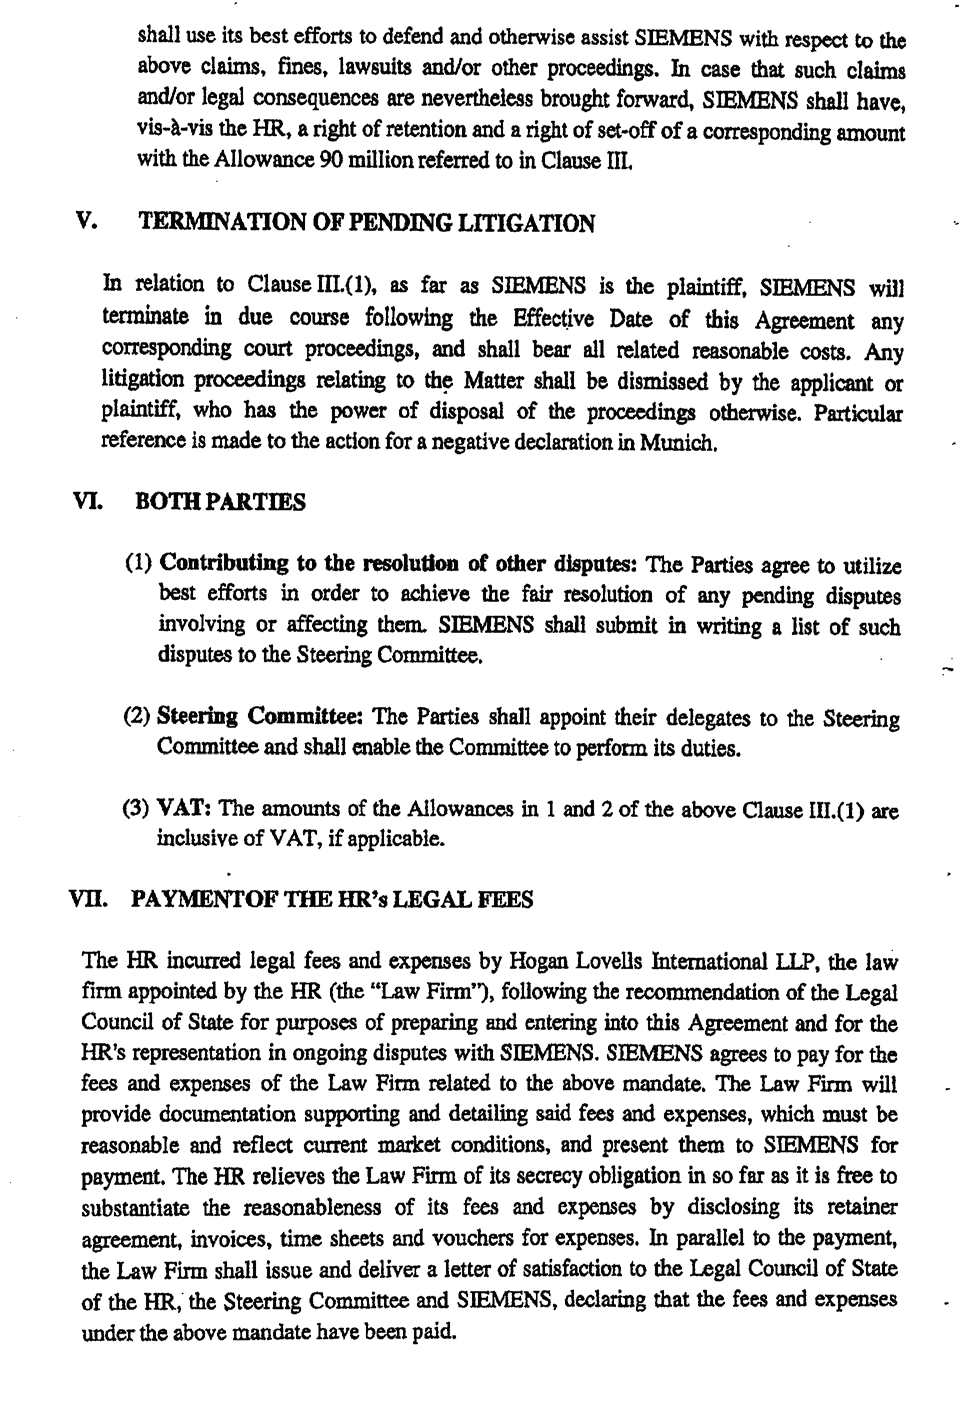 shall use its best efforts to defend and otherwise assist SIEMENS with respect to the
above claims, fines, lawsuits and/or other proceedings. In case that such claims
and/or legal consequences are nevertheless brought forward, SIEMENS shall have,
vis-à-vis the HR, a right of retention and a right of set-off of a corresponding amount
with the Allowance 90 million referred to in Clause III.
V. TERMINATION OF PENDING LITIGATION
In relation to Clause III.(1), as far as SIEMENS is the plaintiff, SIEMENS will
terminate in due course following the Effective Date of this Agreement any
corresponding court proceedings, and shall bear all related reasonable costs. Any
litigation proceedings relating to the Matter shall be dismissed by the applicant or
plaintiff, who has the power of disposal of the proceedings otherwise. Particular
reference is made to the action for a negative declaration in Munich.
VI. BOTH PARTIES
(1) Contributing to the resolution of other disputes: The Parties agree to utilize
best efforts in order to achieve the fair resolution of any pending disputes
involving or affecting them. SIEMENS shall submit in writing a list of such
disputes to the Steering Committee.
(2) Steering Committee: The Parties shall appoint their delegates to the Steering
Committee and shall enable the Committee to perform its duties.
(3) VAT: The amounts of the Allowances in 1 and 2 of the above Clause III.(1) are
inclusive of VAT, if applicable.
VII. PAYMENTOF THE HR's LEGAL FEES
The HR incurred legal fees and expenses by Hogan Lovells International LLP, the law
firm appointed by the HR (the “Law Firm”), following the recommendation of the Legal
Council of State for purposes of preparing and entering into this Agreement and for the
HR's representation in ongoing disputes with SIEMENS. SIEMENS agrees to pay for the
fees and expenses of the Law Firm related to the above mandate. The Law Firm will
provide documentation supporting and detailing said fees and expenses, which must be
reasonable and reflect current market conditions, and present them to SIEMENS for
payment. The HR relieves the Law Firm of its secrecy obligation in so far as it is free to
substantiate the reasonableness of its fees and expenses by disclosing its retainer
agreement, invoices, time sheets and vouchers for expenses. In parallel to the payment,
the Law Firm shall issue and deliver a letter of satisfaction to the Legal Council of State
of the HR, the Steering Committee and SIEMENS, declaring that the fees and expenses
under the above mandate have been paid.